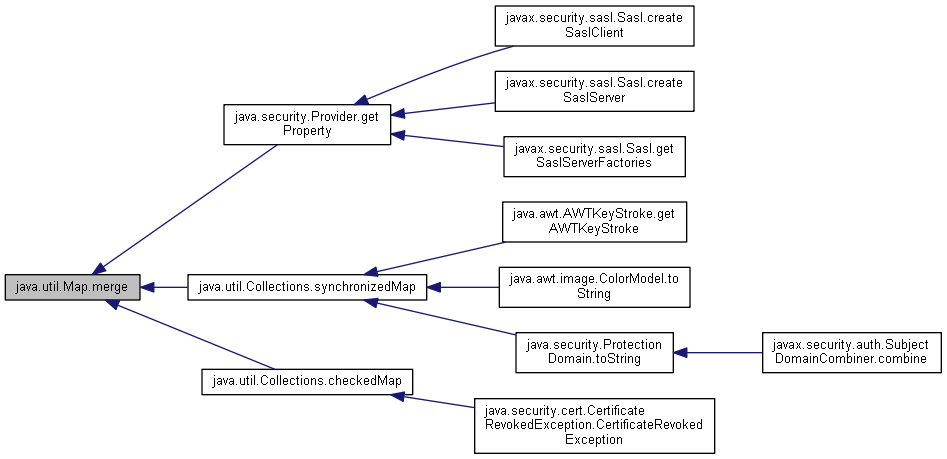 javax.security.sasl.Sasl.create
SaslClient
javax.security.sasl.Sasl.create
SaslServer
java.security.Provider.get
Property
javax.security.sasl.Sasl.get
SaslServerFactories
java.awt.AWTKeyStroke.get
AWTKeyStroke
java.util.Map.merge
java.util.Collections.synchronizedMap
java.awt.image.ColorModel.to
String
java.security.Protection
Domain.toString
javax.security.auth.Subject
DomainCombiner.combine
java.util.Collections.checkedMap
java.security.cert.Certificate
RevokedException.CertificateRevoked
Exception